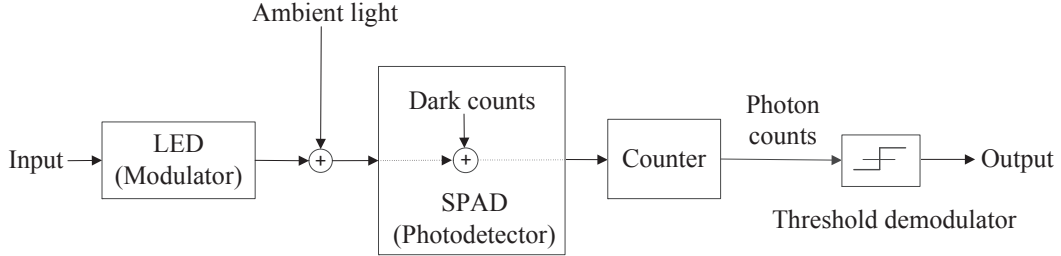 Ambient light
Dark counts
Input
LED
(Modulator)
+
+
SPAD
(Photodetector)
Counter
Photon
counts
Output
Threshold demodulator